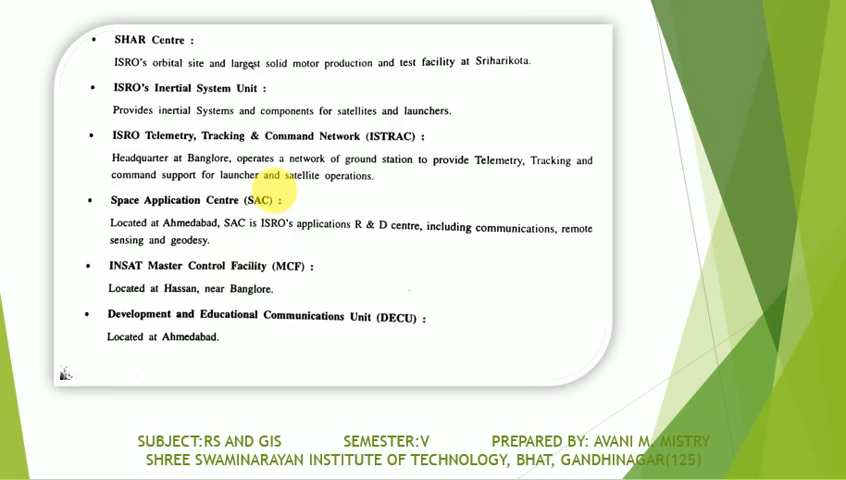 • SHAR Centre :
ISRO's orbital site and largest solid motor production and test facility at Sriharikota.
• ISRO's Inertial System Unit :
Provides inertial Systems and components for satellites and launchers.
• ISRO Telemetry, Tracking & Command Network (ISTRAC) :
Headquarter at Banglore, operates a network of ground station to provide Telemetry, Tracking and
command support for launcher and satellite operations.
• Space Application Centre (SAC) :
Located at Ahmedabad, SAC is ISRO's applications R & D centre, including communications, remote
sensing and geodesy.
• INSAT Master Control Facility (MCF) :
Located at Hassan, near Banglore.
• Development and Educational Communications Unit (DECU) :
Located at Ahmedabad.
SUBJECT:RS AND GIS SEMESTER:V PREPARED BY: AVANI M. MISTRY
SHREE SWAMINARAYAN INSTITUTE OF TECHNOLOGY, BHAT, GANDHINAGAR(125)